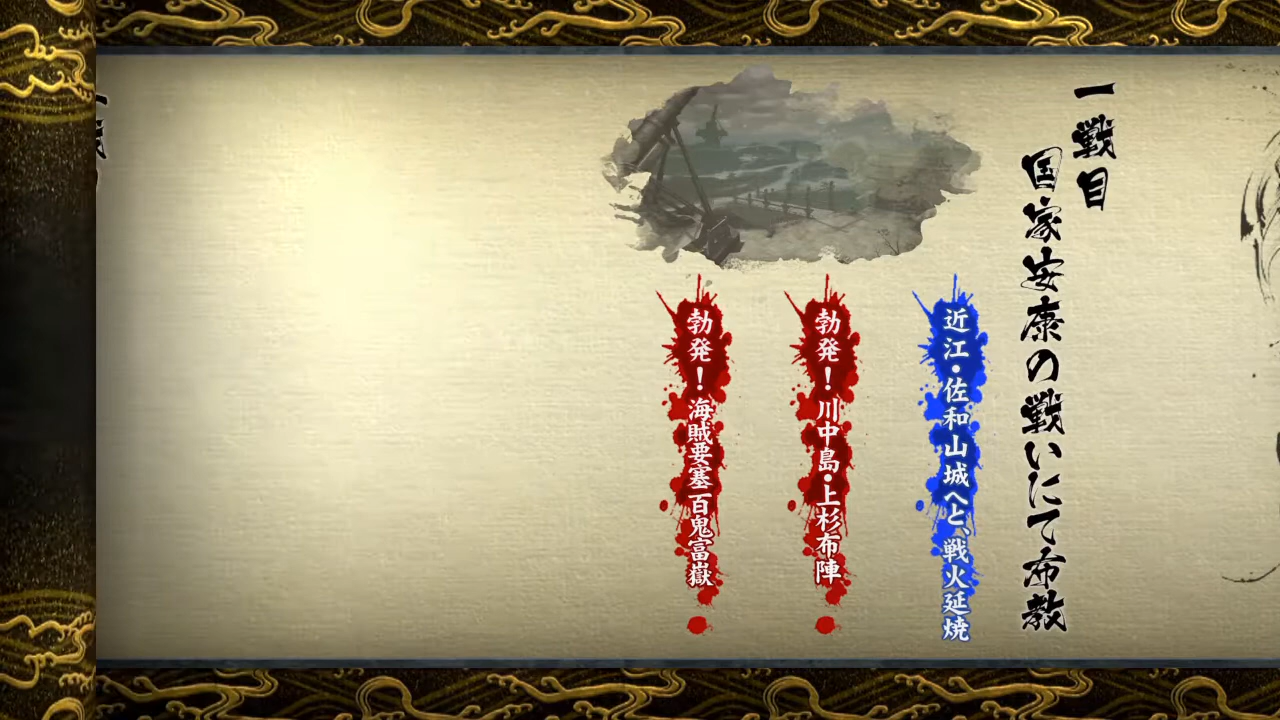 一戦目
国家安康の戦いにて布教
近江・佐和山城へと、戦火延焼
勃発！川中島・上杉布陣
勃発！海賊要塞百鬼富嶽